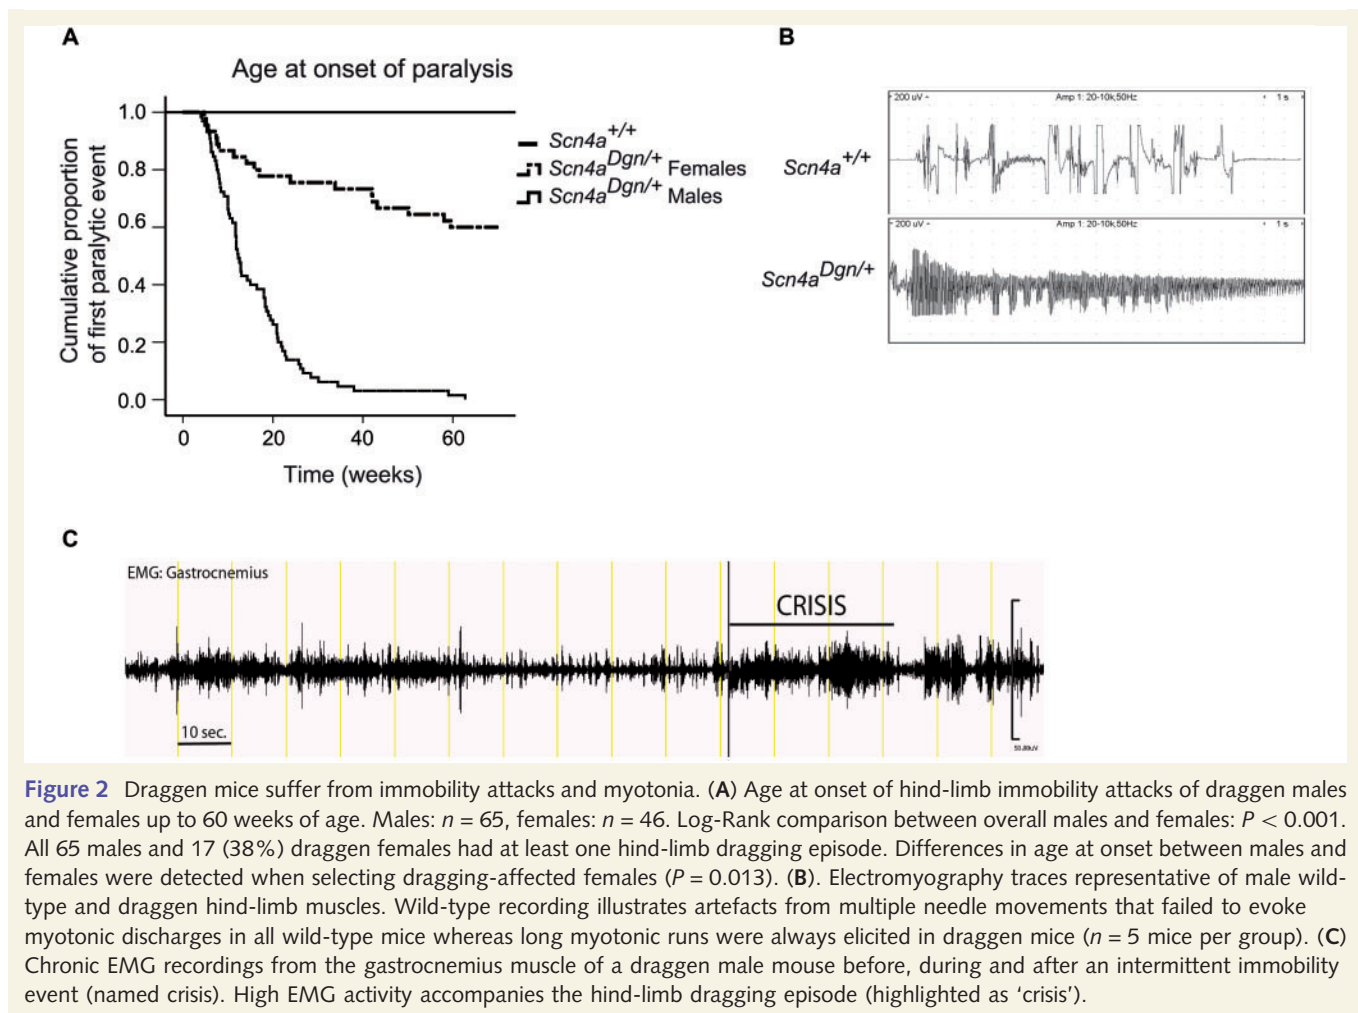 A
Age at onset of paralysis
Cumulative proportion
of first paralytic event
1.0
0.8
0.6
0.4
0.2
0.0
0 20 40 60
Time (weeks)
Scn4a+/+
Scn4aDgn/+ Females
Scn4aDgn/+ Males
B
Scn4a+/+
200 uV Amp 1: 20-10k,50Hz 1 s
Scn4aDgn/+
200 uV Amp 1: 20-10k,50Hz 1 s
C
EMG: Gastrocnemius
CRISIS
10 sec.
Figure 2 Draggen mice suffer from immobility attacks and myotonia. (A) Age at onset of hind-limb immobility attacks of draggen males
and females up to 60 weeks of age. Males: n = 65, females: n = 46. Log-Rank comparison between overall males and females: P < 0.001.
All 65 males and 17 (38%) draggen females had at least one hind-limb dragging episode. Differences in age at onset between males and
females were detected when selecting dragging-affected females (P = 0.013). (B). Electromyography traces representative of male wild-
type and draggen hind-limb muscles. Wild-type recording illustrates artefacts from multiple needle movements that failed to evoke
myotonic discharges in all wild-type mice whereas long myotonic runs were always elicited in draggen mice (n = 5 mice per group). (C)
Chronic EMG recordings from the gastrocnemius muscle of a draggen male mouse before, during and after an intermittent immobility
event (named crisis). High EMG activity accompanies the hind-limb dragging episode (highlighted as 'crisis').